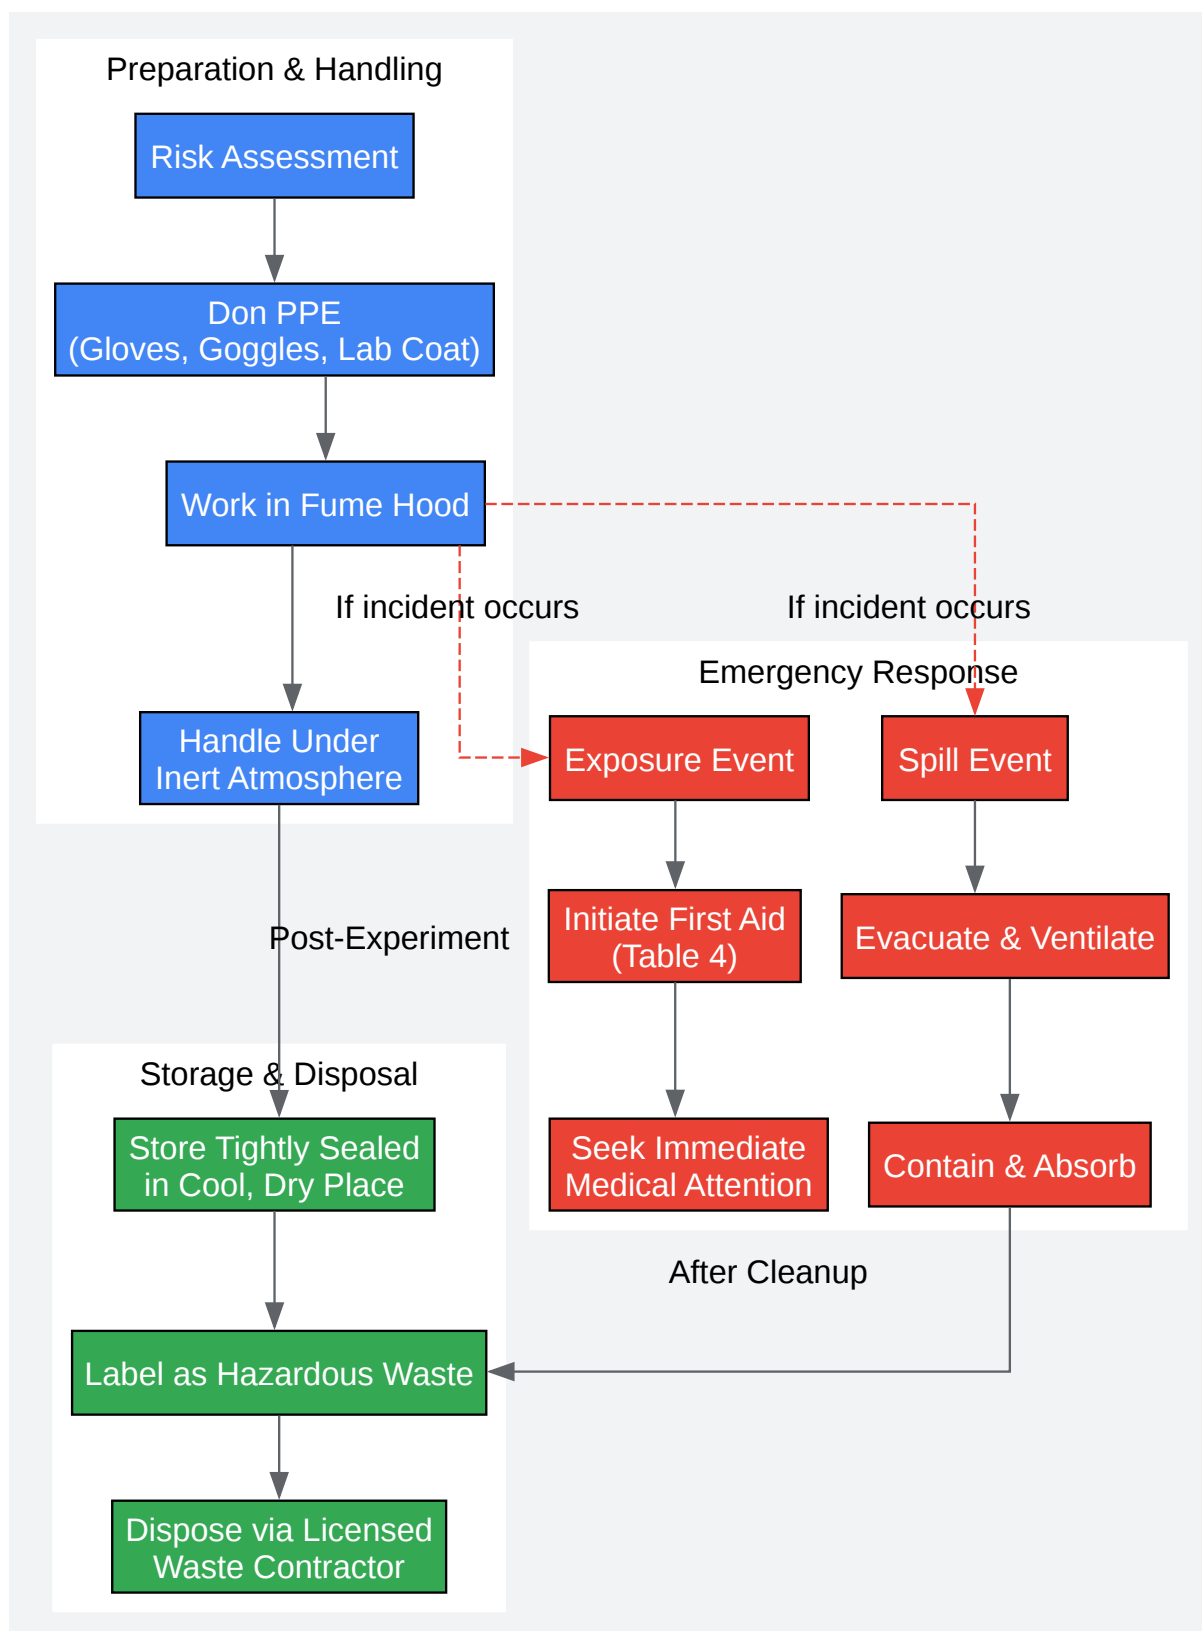 Preparation & Handling
Risk Assessment
Don PPE
(Gloves, Goggles, Lab Coat)
Work in Fume Hood
If incident occurs
If incident occurs
Emergency Response
Handle Under
Inert Atmosphere
Exposure Event
Spill Event
Initiate First Aid
(Table 4)
Evacuate & Ventilate
Post-Experiment
Storage & Disposal
Store Tightly Sealed
in Cool, Dry Place
Seek Immediate
Medical Attention
Contain & Absorb
After Cleanup
Label as Hazardous Waste
Dispose via Licensed
Waste Contractor